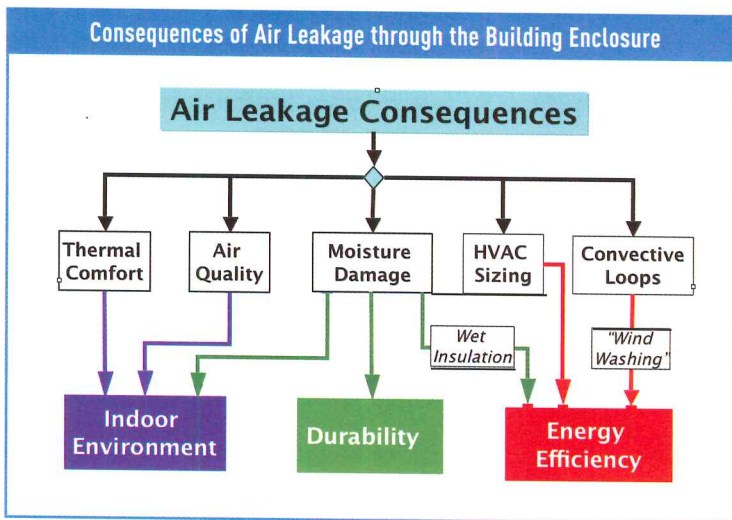 Consequences of Air Leakage through the Building Enclosure
Air Leakage Consequences
Thermal
Comfort
Air
Quality
Moisture
Damage
HVAC
Sizing
Convective
Loops
Wet
Insulation
"Wind
Washing"
Indoor
Environment
Durability
Energy
Efficiency